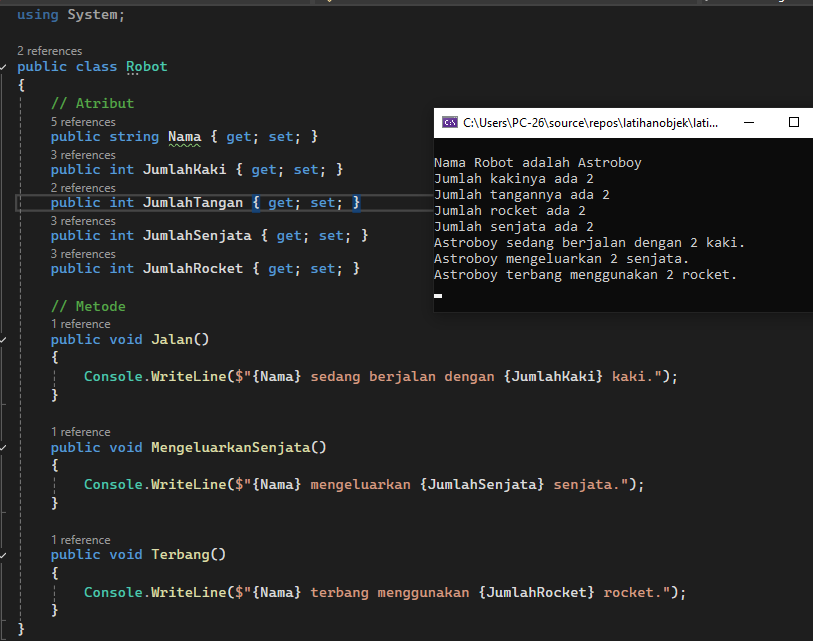 using System;
2 references
public class Robot
{
// Atribut
5 references
public string Nama { get; set; }
3 references
public int JumlahKaki { get; set; }
2 references
public int JumlahTangan { get; set; }
3 references
public int JumlahSenjata { get; set; }
3 references
public int JumlahRocket { get; set; }
// Metode
1 reference
public void Jalan()
{
Console.WriteLine($"{Nama} sedang berjalan dengan {JumlahKaki} kaki.");
}
1 reference
public void MengeluarkanSenjata()
{
Console.WriteLine($"{Nama} mengeluarkan {JumlahSenjata} senjata.");
}
1 reference
public void Terbang()
{
Console.WriteLine($"{Nama} terbang menggunakan {JumlahRocket} rocket.");
}
}
C:\Users\PC-26\source\repos\latihanobjek\lati...
Nama Robot adalah Astroboy
Jumlah kakinya ada 2
Jumlah tangannya ada 2
Jumlah rocket ada 2
Jumlah senjata ada 2
Astroboy sedang berjalan dengan 2 kaki.
Astroboy mengeluarkan 2 senjata.
Astroboy terbang menggunakan 2 rocket.